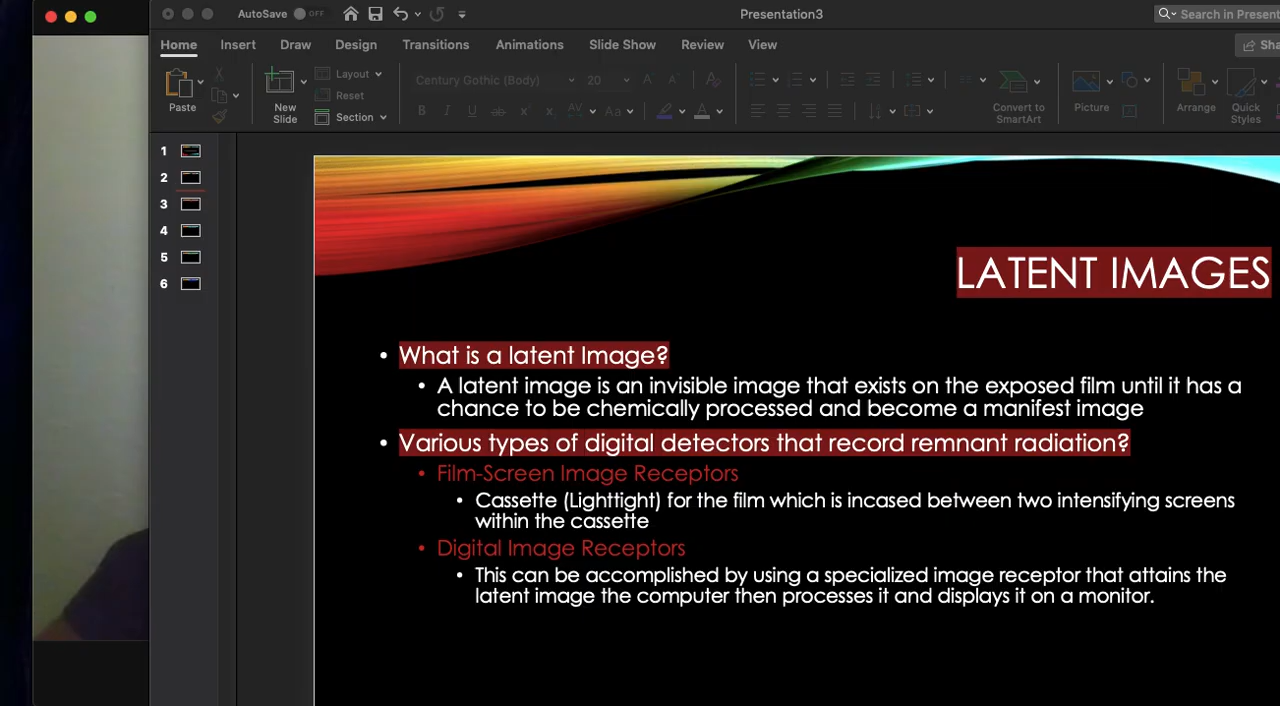 AutoSave OFF
Presentation3
Search in Present
Home Insert Draw Design Transitions Animations Slide Show Review View
Sha
Paste
New
Slide
Layout
Reset
Section
Century Gothic (Body) 20
Convert to
SmartArt
Picture
Arrange
Quick
Styles
1
2
3
4
5
6
LATENT IMAGES
• What is a latent Image?
• A latent image is an invisible image that exists on the exposed film until it has a
chance to be chemically processed and become a manifest image
• Various types of digital detectors that record remnant radiation?
• Film-Screen Image Receptors
• Cassette (Lighttight) for the film which is incased between two intensifying screens
within the cassette
• Digital Image Receptors
• This can be accomplished by using a specialized image receptor that attains the
latent image the computer then processes it and displays it on a monitor.